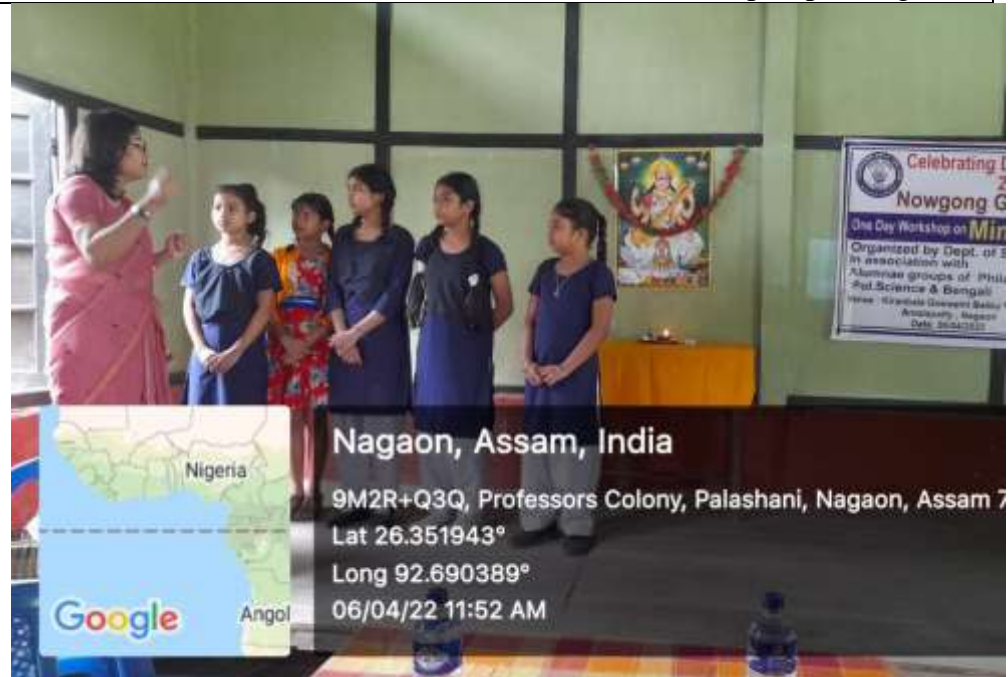 Celebrating
Nowgong G
One Day Workshop on Min
Organized by Dept. of
In association with
Alumnae groups of
Pol.Science & Bengali
Nagaon
Nagaon, Assam, India
9M2R+Q3Q, Professors Colony, Palashani, Nagaon, Assam 7
Lat 26.351943°
Long 92.690389°
06/04/22 11:52 AM
Nigeria
Angol
Google